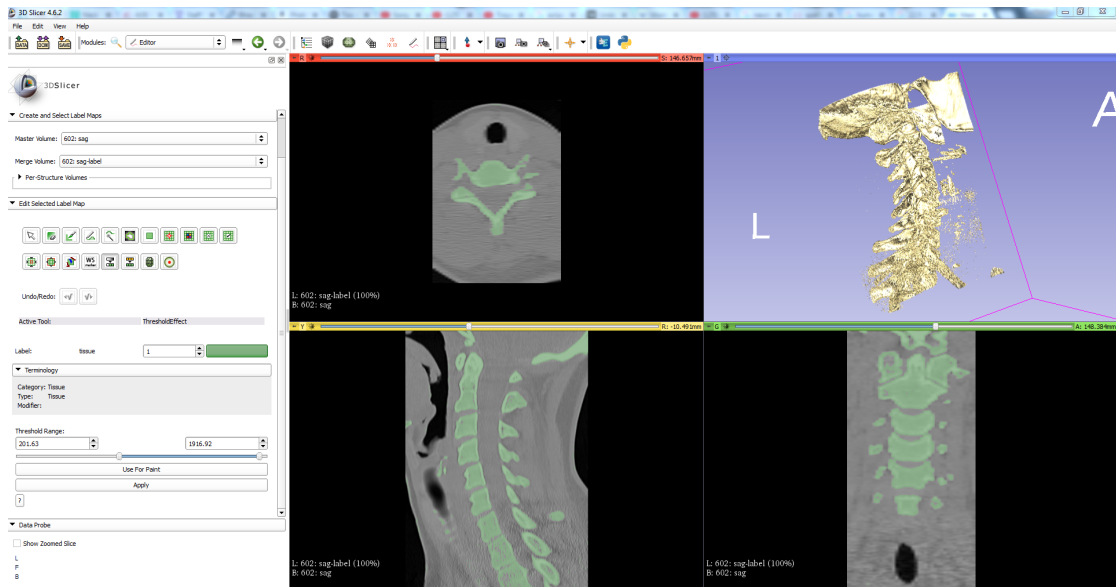 3D Slicer 4.6.2
File Edit View Help
DATA DCM SAVE Modules: Editor
3DSlicer
Create and Select Label Maps
Master Volume: 602: sag
Merge Volume: 602: sag-label
Per-Structure Volumes
Edit Selected Label Map
WS
Undo/Redo:
Active Tool: ThresholdEffect
Label: tissue 1
Terminology
Category: Tissue
Type: Tissue
Modifier:
Threshold Range:
201.63 1916.92
Use For Paint
Apply
?
Data Probe
Show Zoomed Slice
L
F
B
R S: 146.657mm
L: 602: sag-label (100%)
B: 602: sag
1
A
L
Y R: -10.491mm
L: 602: sag-label (100%)
B: 602: sag
G A: 148.384mm
L: 602: sag-label (100%)
B: 602: sag